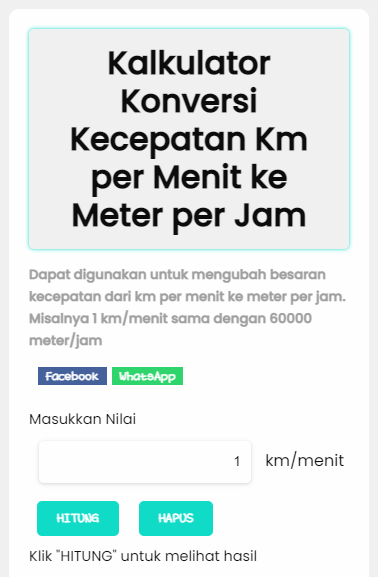 Kalkulator
Konversi
Kecepatan Km
per Menit ke
Meter per Jam
Dapat digunakan untuk mengubah besaran
kecepatan dari km per menit ke meter per jam.
Misalnya 1 km/menit sama dengan 60000
meter/jam
Facebook WhatsApp
Masukkan Nilai
1 km/menit
HITUNG HAPUS
Klik "HITUNG" untuk melihat hasil